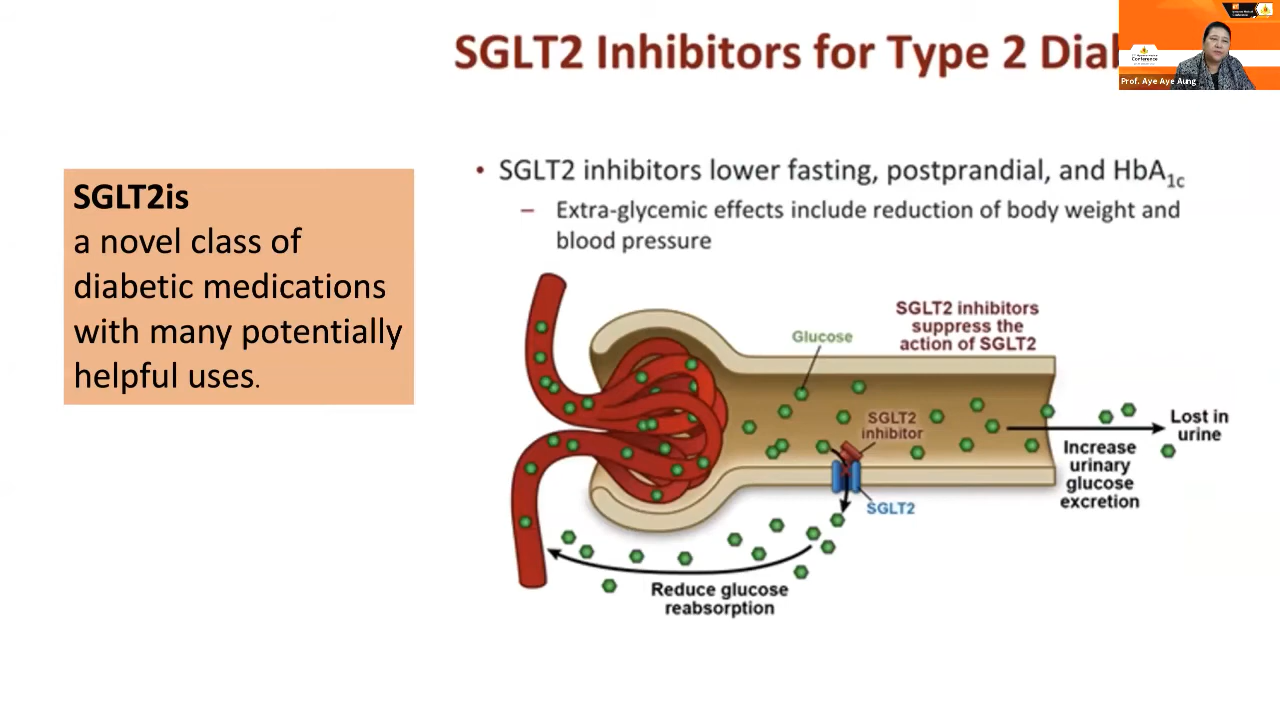 SGLT2 Inhibitors for Type 2 Dia
Conference
Prof. Aye Aye Aung
SGLT2is
a novel class of
diabetic medications
with many potentially
helpful uses.
• SGLT2 inhibitors lower fasting, postprandial, and HbA1c
– Extra-glycemic effects include reduction of body weight and
blood pressure
Glucose
SGLT2 inhibitors
suppress the
action of SGLT2
SGLT2
inhibitor
SGLT2
Lost in
urine
Increase
urinary
glucose
excretion
Reduce glucose
reabsorption